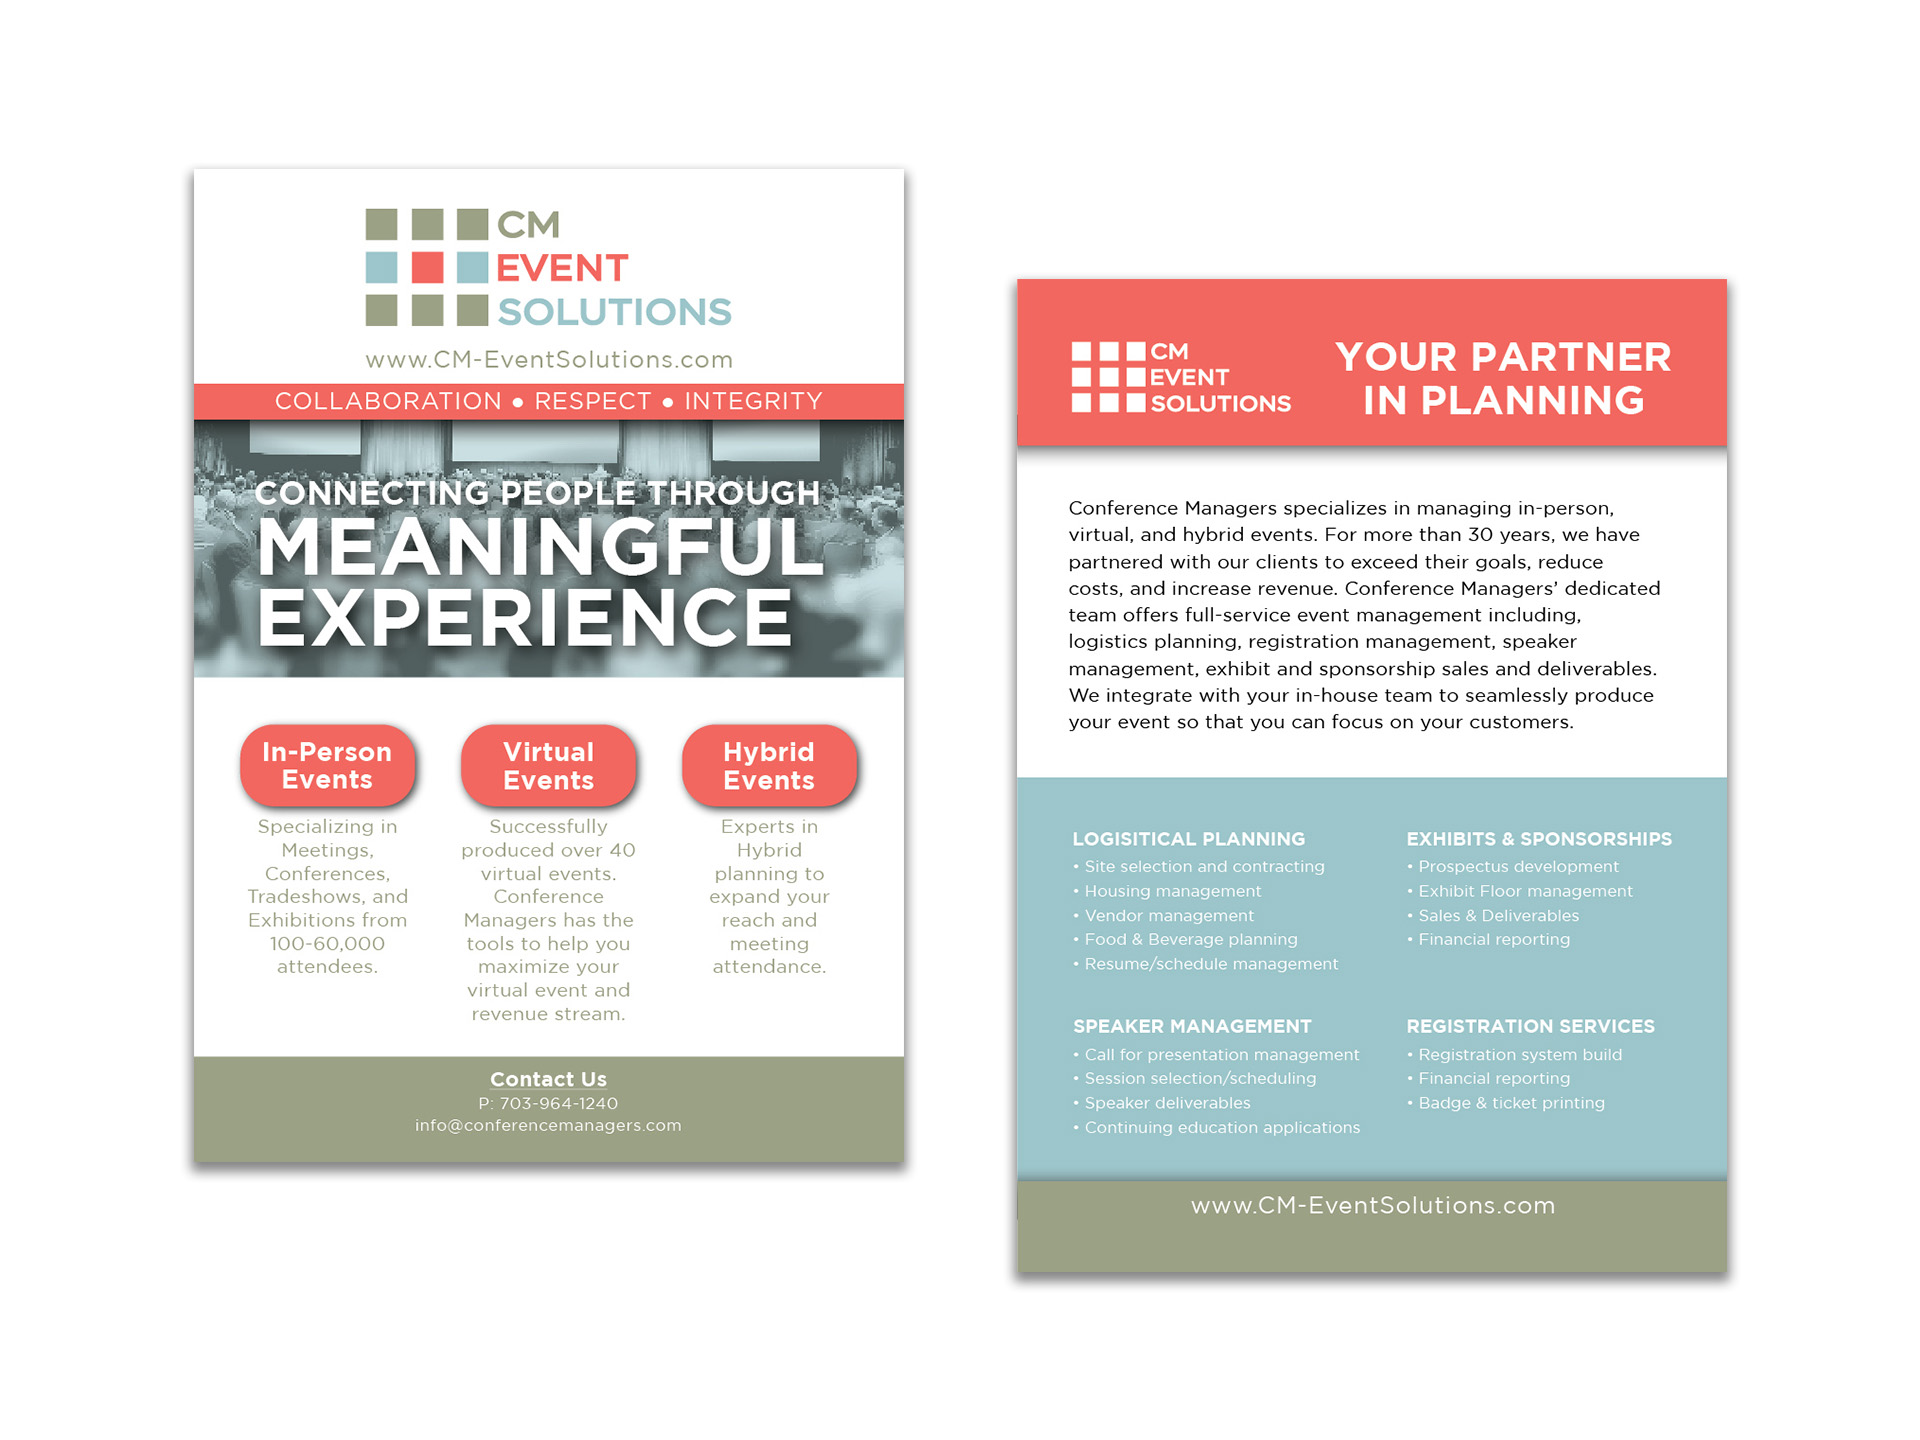 CM
EVENT
SOLUTIONS
www.CM-EventSolutions.com
COLLABORATION ● RESPECT ● INTEGRITY
CONNECTING PEOPLE THROUGH
MEANINGFUL
EXPERIENCE
In-Person
Events
Specializing in
Meetings,
Conferences,
Tradeshows, and
Exhibitions from
100-60,000
attendees.
Virtual
Events
Successfully
produced over 40
virtual events.
Conference
Managers has the
tools to help you
maximize your
virtual event and
revenue stream.
Hybrid
Events
Experts in
Hybrid
planning to
expand your
reach and
meeting
attendance.
Contact Us
P: 703-964-1240
info@conferencemanagers.com
CM
EVENT
SOLUTIONS
YOUR PARTNER
IN PLANNING
Conference Managers specializes in managing in-person,
virtual, and hybrid events. For more than 30 years, we have
partnered with our clients to exceed their goals, reduce
costs, and increase revenue. Conference Managers’ dedicated
team offers full-service event management including,
logistics planning, registration management, speaker
management, exhibit and sponsorship sales and deliverables.
We integrate with your in-house team to seamlessly produce
your event so that you can focus on your customers.
LOGISITICAL PLANNING
• Site selection and contracting
• Housing management
• Vendor management
• Food & Beverage planning
• Resume/schedule management
EXHIBITS & SPONSORSHIPS
• Prospectus development
• Exhibit Floor management
• Sales & Deliverables
• Financial reporting
SPEAKER MANAGEMENT
• Call for presentation management
• Session selection/scheduling
• Speaker deliverables
• Continuing education applications
REGISTRATION SERVICES
• Registration system build
• Financial reporting
• Badge & ticket printing
www.CM-EventSolutions.com